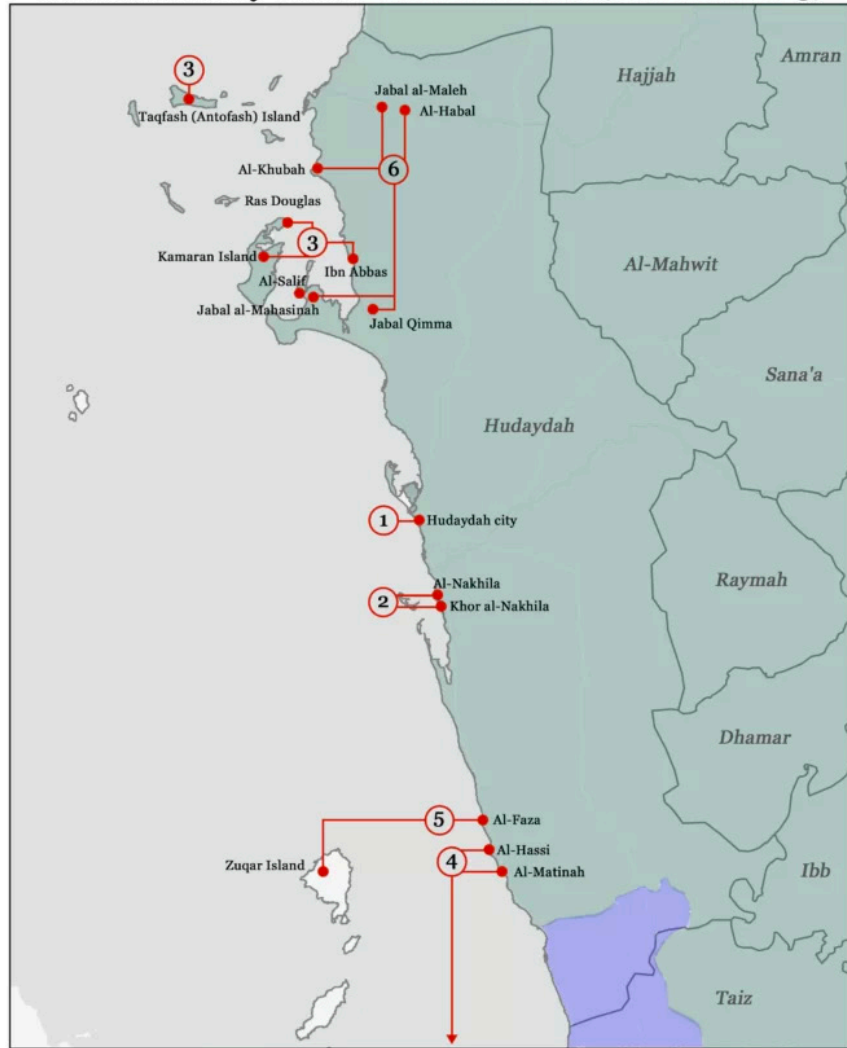 Amran
Hajjah
3
Jabal al-Maleh
Al-Habal
Taqfash (Antofash) Island
Al-Khubah
6
Ras Douglas
3
Kamaran Island
Ibn Abbas
Al-Salif
Jabal al-Mahasinah
Jabal Qimma
Al-Mahwit
Sana'a
Hudaydah
1
Hudaydah city
Al-Nakhila
2
Khor al-Nakhila
Raymah
Dhamar
5
Al-Faza
Al-Hassi
4
Zuqar Island
Al-Matinah
Ibb
Taiz